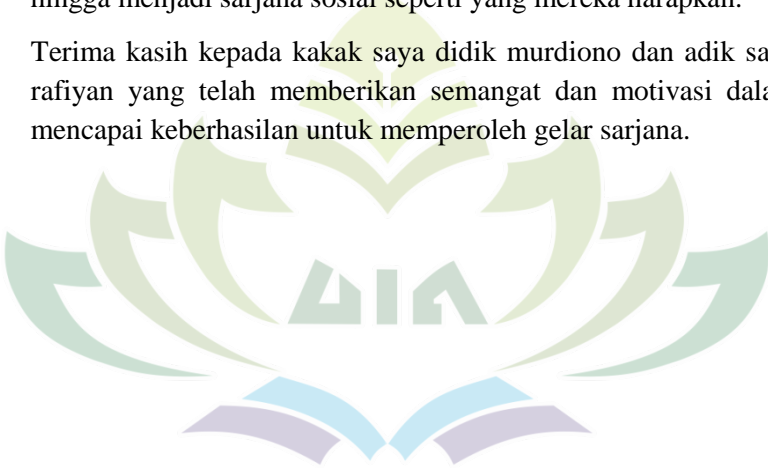 hingga menjadi sarjana sosial seperti yang mereka harapkan.
Terima kasih kepada kakak saya didik murdiono dan adik sa
rafiyan yang telah memberikan semangat dan motivasi dala
mencapai keberhasilan untuk memperoleh gelar sarjana.
UIN